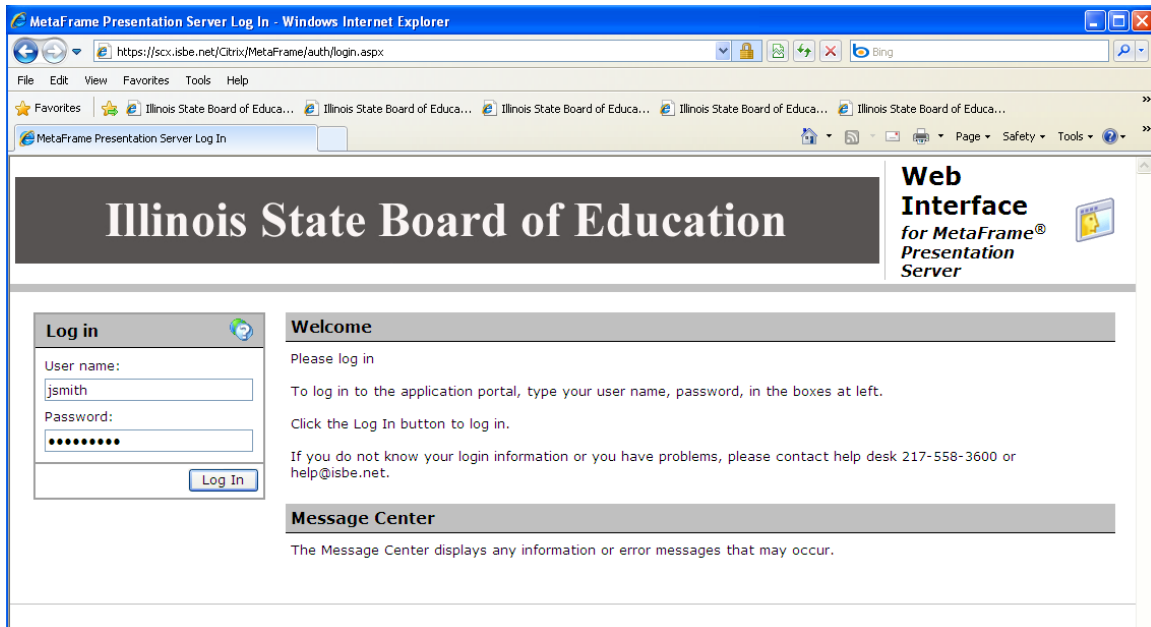 MetaFrame Presentation Server Log In - Windows Internet Explorer
https://scx.isbe.net/Citrix/MetaFrame/auth/login.aspx
Bing
File Edit View Favorites Tools Help
Favorites Illinois State Board of Educa... Illinois State Board of Educa... Illinois State Board of Educa... Illinois State Board of Educa... Illinois State Board of Educa... »
MetaFrame Presentation Server Log In Page Safety Tools »
Illinois State Board of Education
Web
Interface
for MetaFrame®
Presentation
Server
Log in
User name:
jsmith
Password:
•••••••••
Log In
Welcome
Please log in
To log in to the application portal, type your user name, password, in the boxes at left.
Click the Log In button to log in.
If you do not know your login information or you have problems, please contact help desk 217-558-3600 or
help@isbe.net.
Message Center
The Message Center displays any information or error messages that may occur.